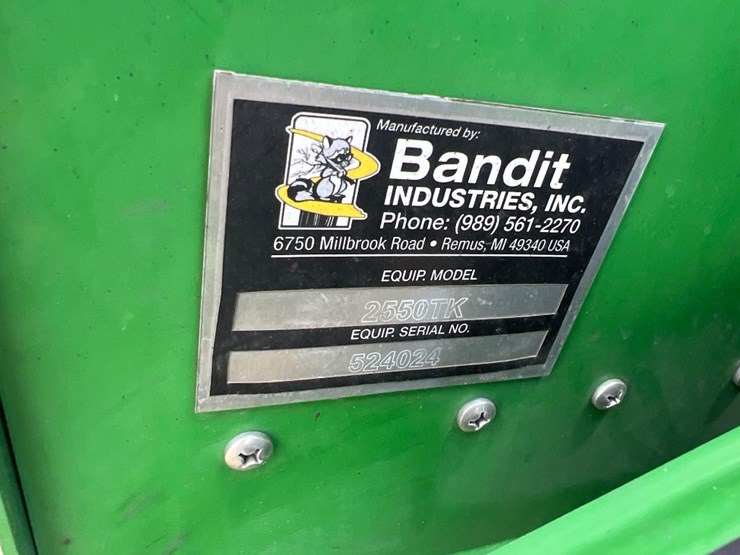 Manufactured by:
Bandit
INDUSTRIES, INC.
Phone: (989) 561-2270
6750 Millbrook Road • Remus, MI 49340 USA
EQUIP. MODEL
2550TK
EQUIP. SERIAL NO.
524024